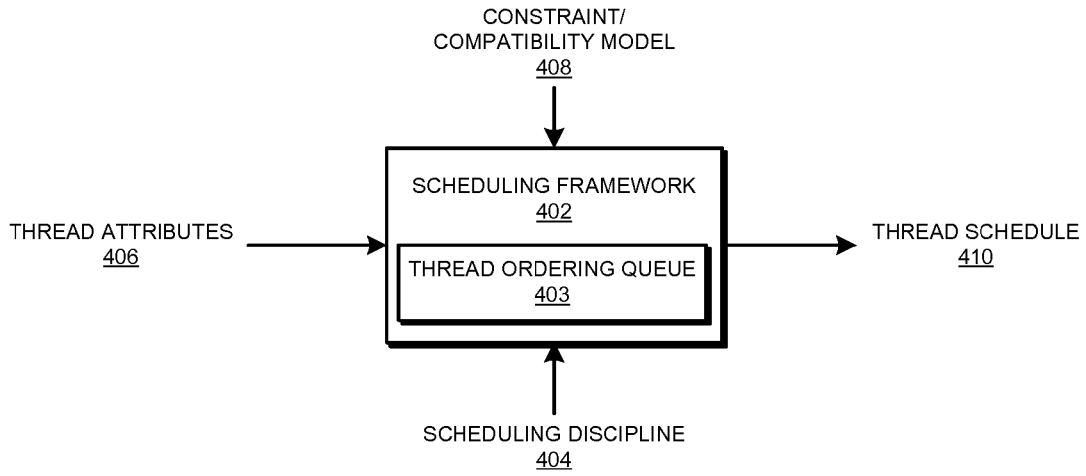 CONSTRAINT/
COMPATIBILITY MODEL
408
SCHEDULING FRAMEWORK
402
THREAD ATTRIBUTES
406
THREAD ORDERING QUEUE
403
THREAD SCHEDULE
410
SCHEDULING DISCIPLINE
404